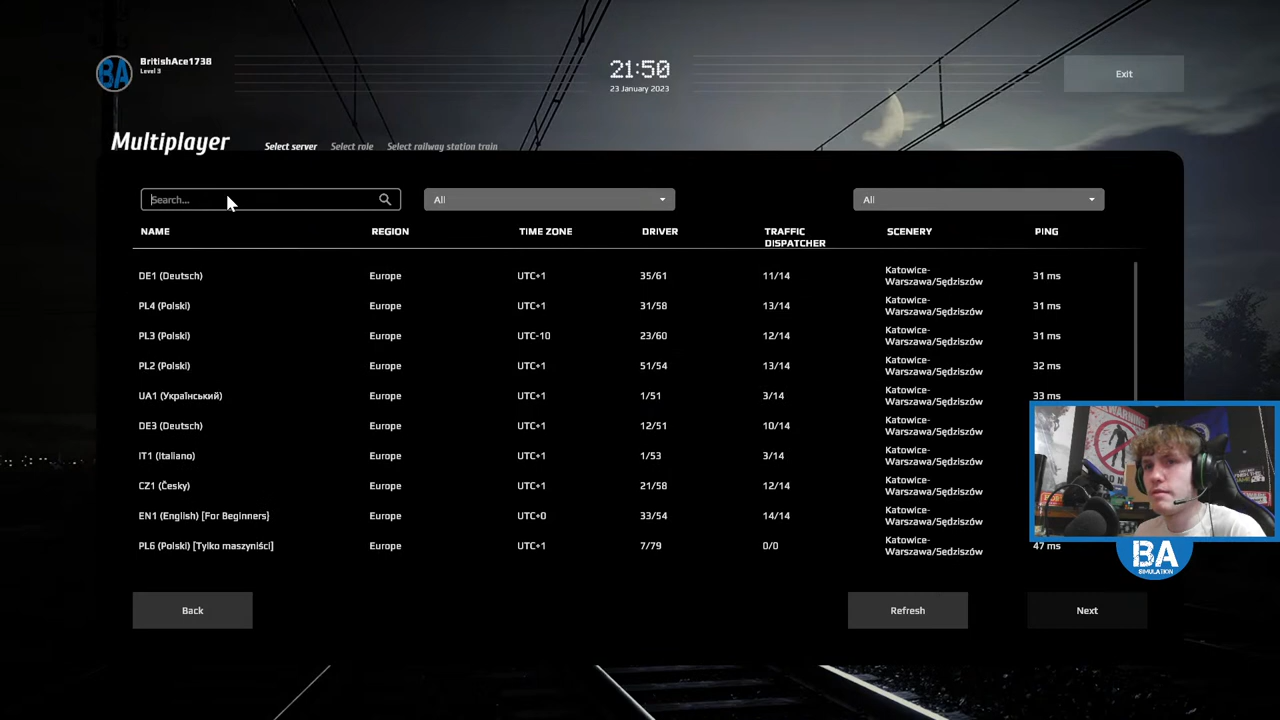 BA
BritishAce1738
Level 3
21:50
23 January 2023
Exit
Multiplayer
Select server
Select role
Select railway station train
Search...
All
All
NAME REGION TIME ZONE DRIVER TRAFFIC DISPATCHER SCENERY PING
DE1 (Deutsch) Europe UTC+1 35/61 11/14 Katowice-Warszawa/Sędziszów 31 ms
PL4 (Polski) Europe UTC+1 31/58 13/14 Katowice-Warszawa/Sędziszów 31 ms
PL3 (Polski) Europe UTC-10 23/60 12/14 Katowice-Warszawa/Sędziszów 31 ms
PL2 (Polski) Europe UTC+1 51/54 13/14 Katowice-Warszawa/Sędziszów 32 ms
UA1 (Український) Europe UTC+1 1/51 3/14 Katowice-Warszawa/Sędziszów 33 ms
DE3 (Deutsch) Europe UTC+1 12/51 10/14 Katowice-Warszawa/Sędziszów
IT1 (Italiano) Europe UTC+1 1/53 3/14 Katowice-Warszawa/Sędziszów
CZ1 (Česky) Europe UTC+1 21/58 12/14 Katowice-Warszawa/Sędziszów
EN1 (English) [For Beginners} Europe UTC+0 33/54 14/14 Katowice-Warszawa/Sędziszów
PL6 (Polski) [Tylko maszyniści] Europe UTC+1 7/79 0/0 Katowice-Warszawa/Sędziszów 47 ms
WARNING
BA
SIMULATION
Back
Refresh
Next